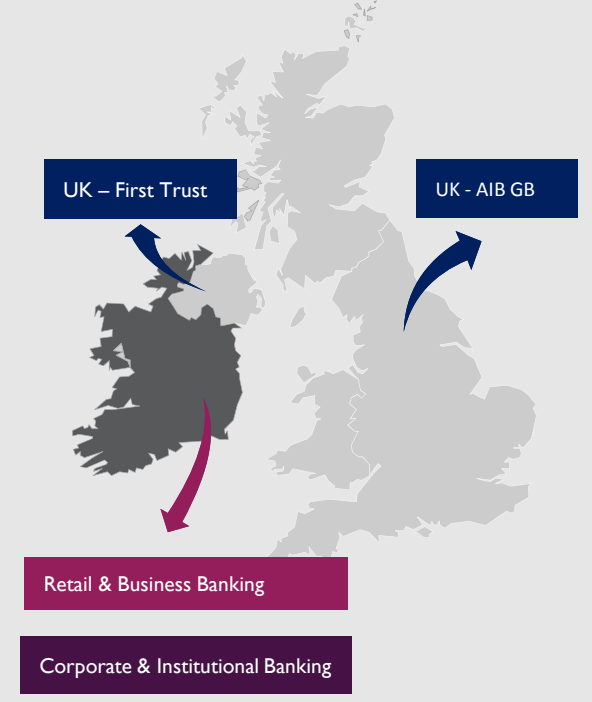 UK – First Trust
UK - AIB GB
Retail & Business Banking
Corporate & Institutional Banking